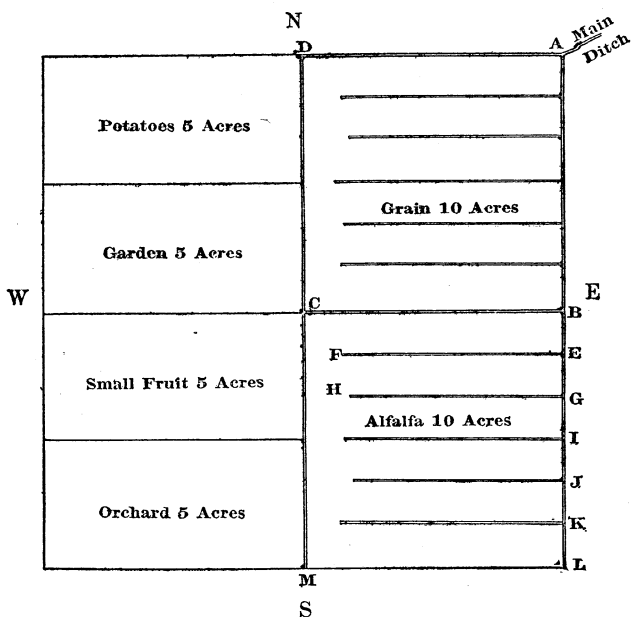 N
D
A Main
Ditch
Potatoes 5 Acres
Grain 10 Acres
Garden 5 Acres
W
E
C
B
F
E
Small Fruit 5 Acres
H
G
Alfalfa 10 Acres
I
J
Orchard 5 Acres
K
L
M
S